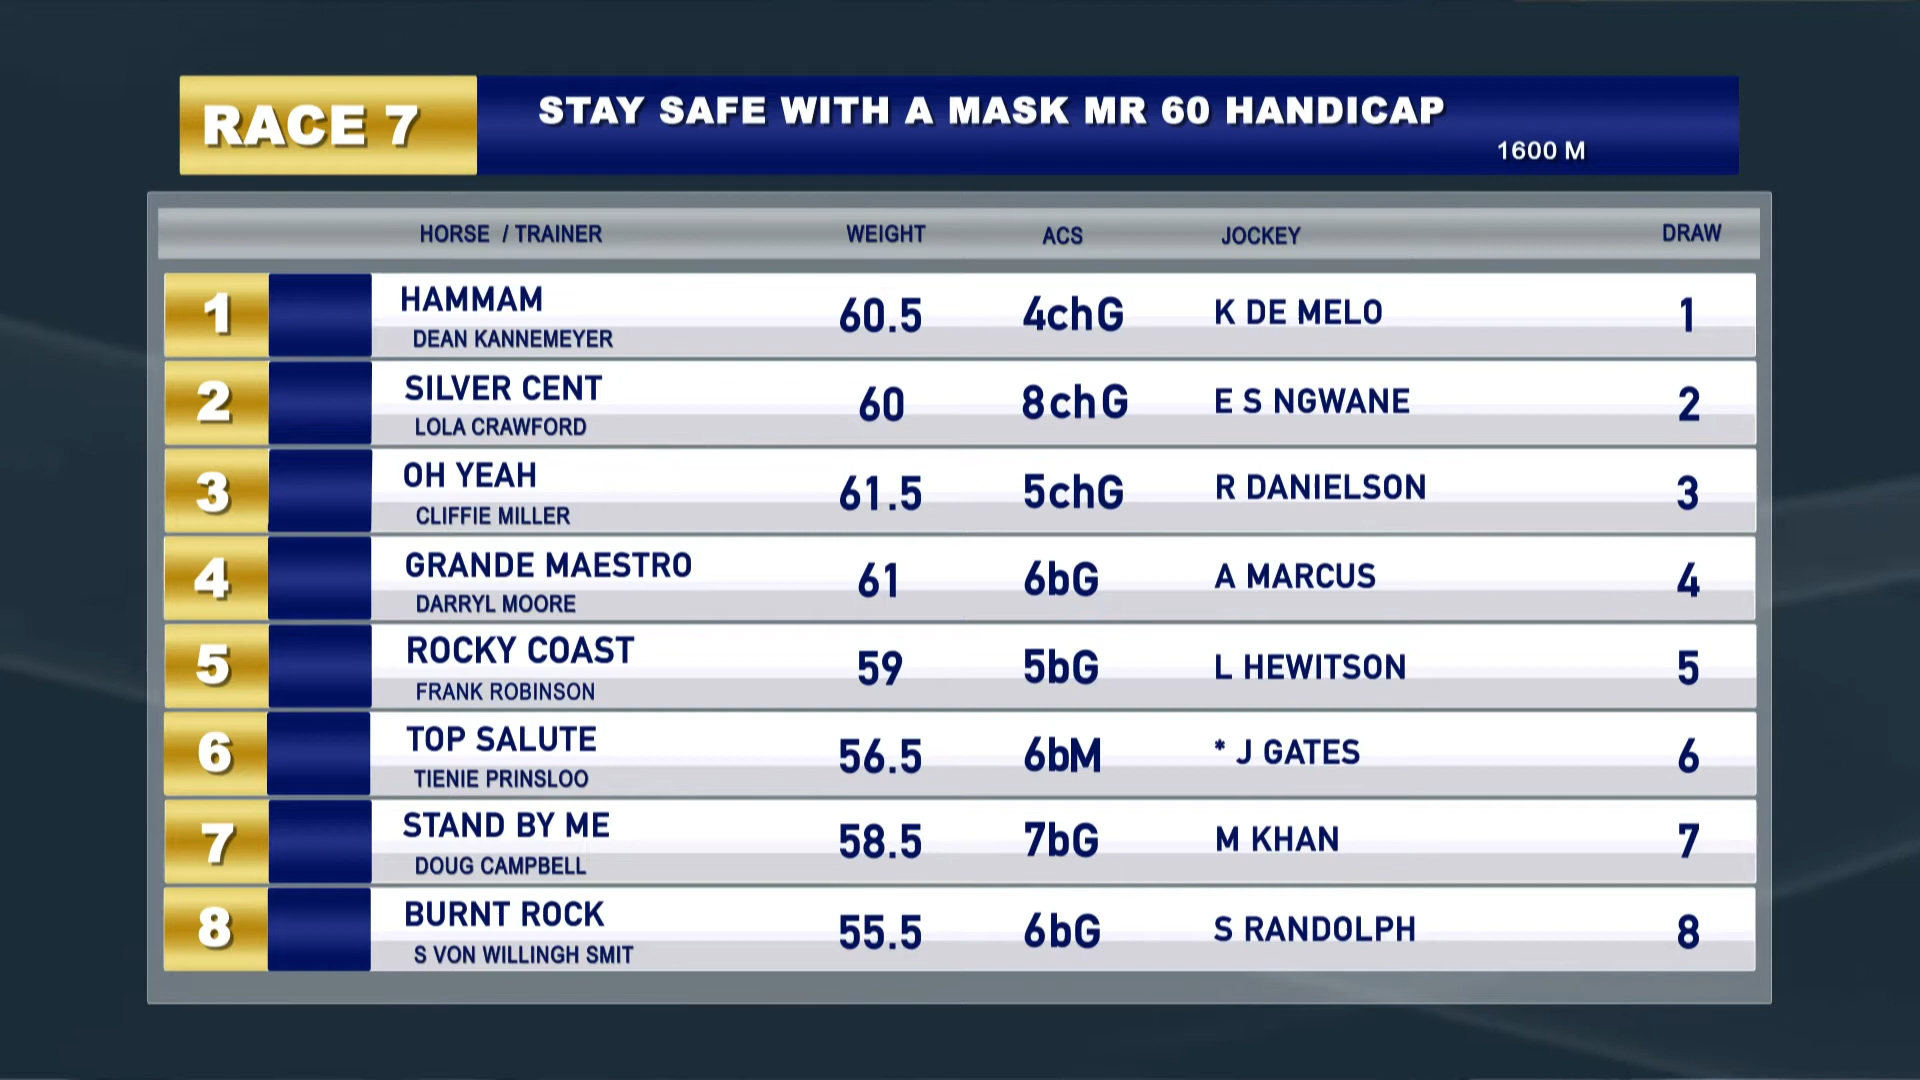 RACE 7
STAY SAFE WITH A MASK MR 60 HANDICAP
1600 M
HORSE / TRAINER WEIGHT ACS JOCKEY DRAW
1 HAMMAM 60.5 4chG K DE MELO 1
DEAN KANNEMEYER
2 SILVER CENT 60 8chG E S NGWANE 2
LOLA CRAWFORD
3 OH YEAH 61.5 5chG R DANIELSON 3
CLIFFIE MILLER
4 GRANDE MAESTRO 61 6bG A MARCUS 4
DARRYL MOORE
5 ROCKY COAST 59 5bG L HEWITSON 5
FRANK ROBINSON
6 TOP SALUTE 56.5 6bM * J GATES 6
TIENIE PRINSLOO
7 STAND BY ME 58.5 7bG M KHAN 7
DOUG CAMPBELL
8 BURNT ROCK 55.5 6bG S RANDOLPH 8
S VON WILLINGH SMIT